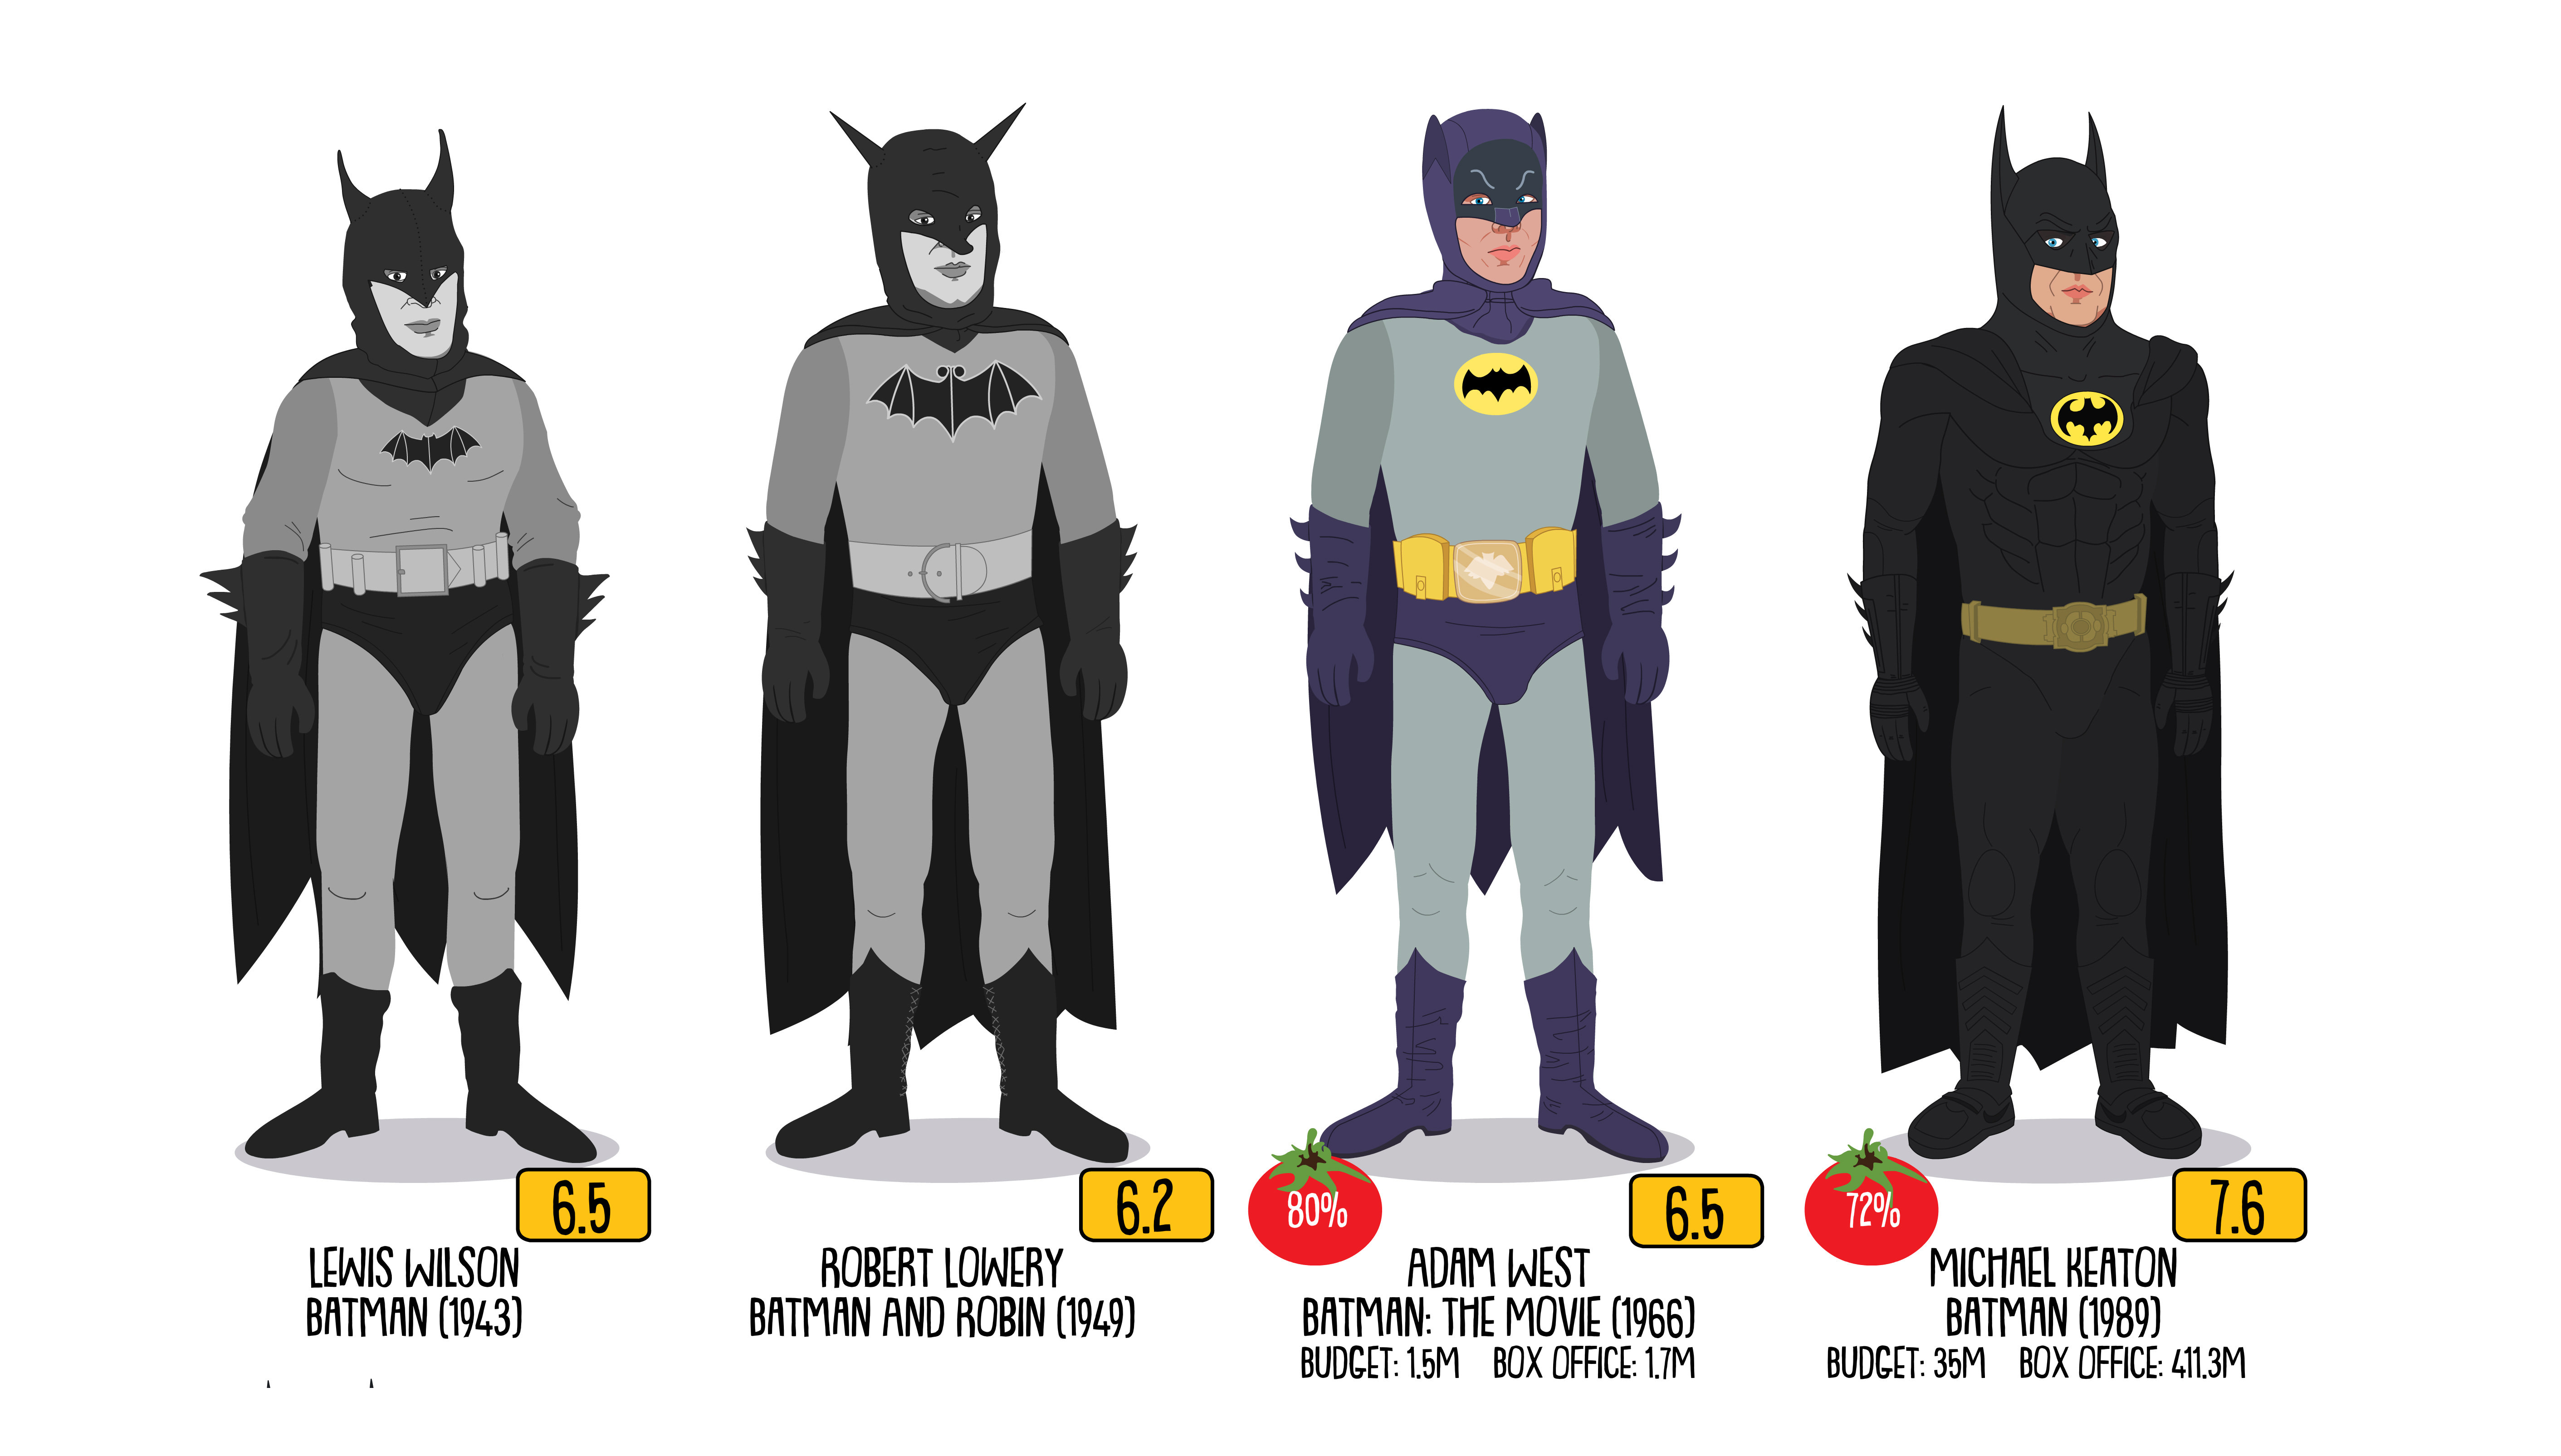 6.5
LEWIS WILSON
BATMAN (1943)
6.2
ROBERT LOWERY
BATMAN AND ROBIN (1949)
80%
6.5
ADAM WEST
BATMAN: THE MOVIE (1966)
BUDGET: 1.5M BOX OFFICE: 1.7M
72%
7.6
MICHAEL KEATON
BATMAN (1989)
BUDGET: 35M BOX OFFICE: 411.3M